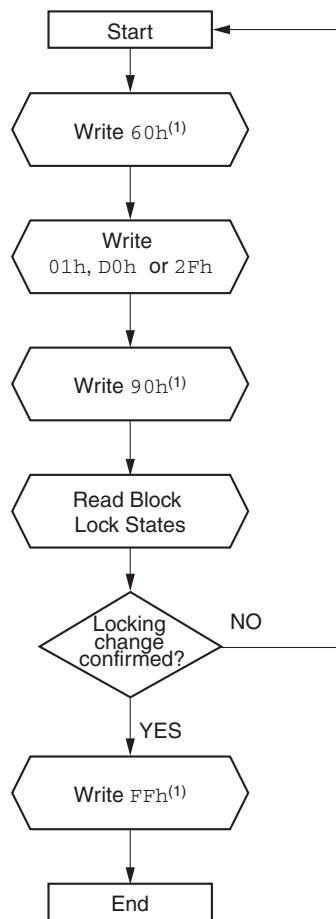 Start
Write 60h(1)
Write
01h, D0h or 2Fh
Write 90h(1)
Read Block
Lock States
Locking
change
confirmed?
NO
YES
Write FFh(1)
End